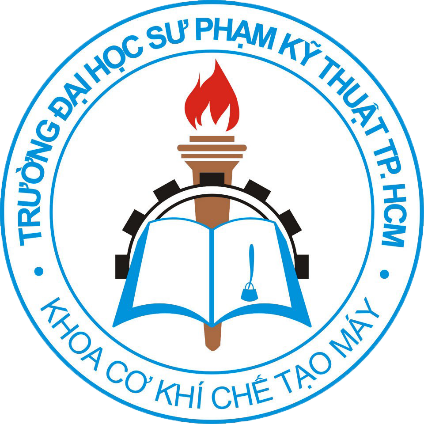 TRƯỜNG ĐẠI HỌC SƯ PHẠM KỸ THUẬT TP. HCM
KHOA CƠ KHÍ CHẾ TẠO MÁY